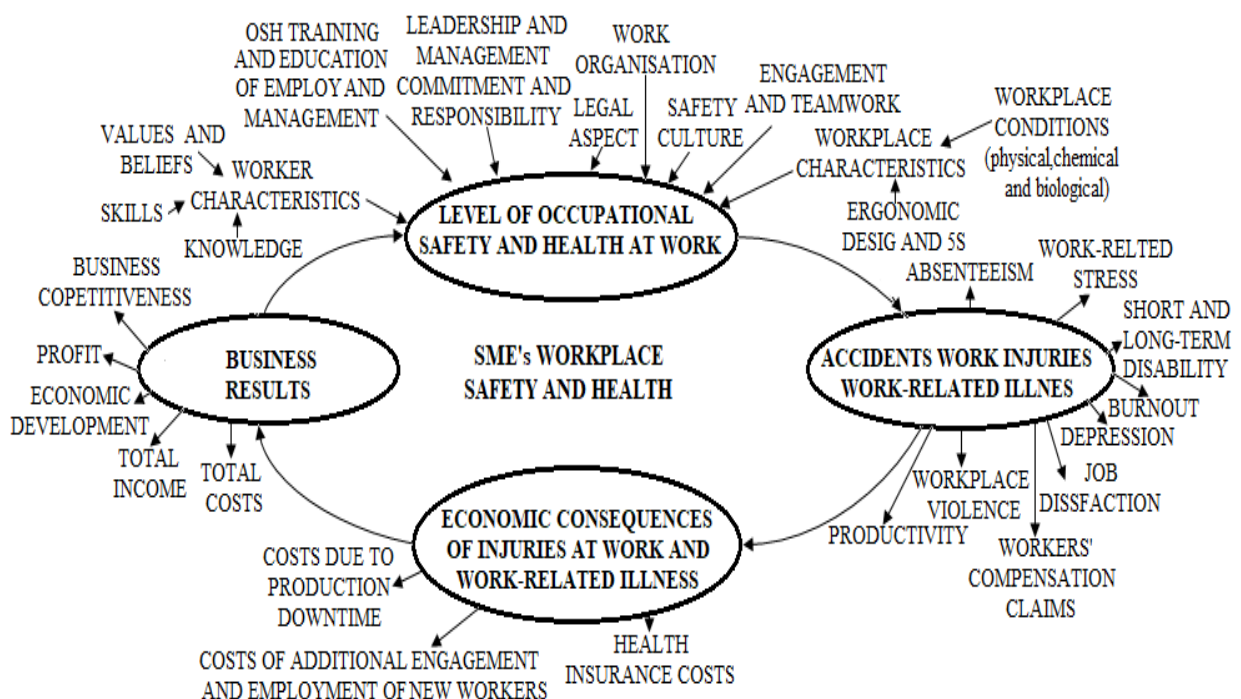 OSH TRAINING
AND EDUCATION
OF EMPLOY AND
MANAGEMENT
LEADERSHIP AND
MANAGEMENT
COMMITMENT AND
RESPONSIBILITY
WORK
ORGANISATION
LEGAL
ASPECT
SAFETY
CULTURE
ENGAGEMENT
AND TEAMWORK
WORKPLACE
CHARACTERISTICS
WORKPLACE
CONDITIONS
(physical,chemical
and biological)
ERGONOMIC
DESIG AND 5S
VALUES AND
BELIEFS
WORKER
CHARACTERISTICS
SKILLS
KNOWLEDGE
LEVEL OF OCCUPATIONAL
SAFETY AND HEALTH AT WORK
BUSINESS
COPETITIVENESS
PROFIT
ECONOMIC
DEVELOPMENT
TOTAL
INCOME
TOTAL
COSTS
BUSINESS
RESULTS
SME's WORKPLACE
SAFETY AND HEALTH
ACCIDENTS WORK INJURIES
WORK-RELATED ILLNES
ABSENTEEISM
WORK-RELTED
STRESS
SHORT AND
LONG-TERM
DISABILITY
BURNOUT
DEPRESSION
JOB
DISSFACTION
WORKERS'
COMPENSATION
CLAIMS
WORKPLACE
VIOLENCE
PRODUCTIVITY
ECONOMIC CONSEQUENCES
OF INJURIES AT WORK AND
WORK-RELATED ILLNESS
COSTS DUE TO
PRODUCTION
DOWNTIME
COSTS OF ADDITIONAL ENGAGEMENT
AND EMPLOYMENT OF NEW WORKERS
HEALTH
INSURANCE COSTS